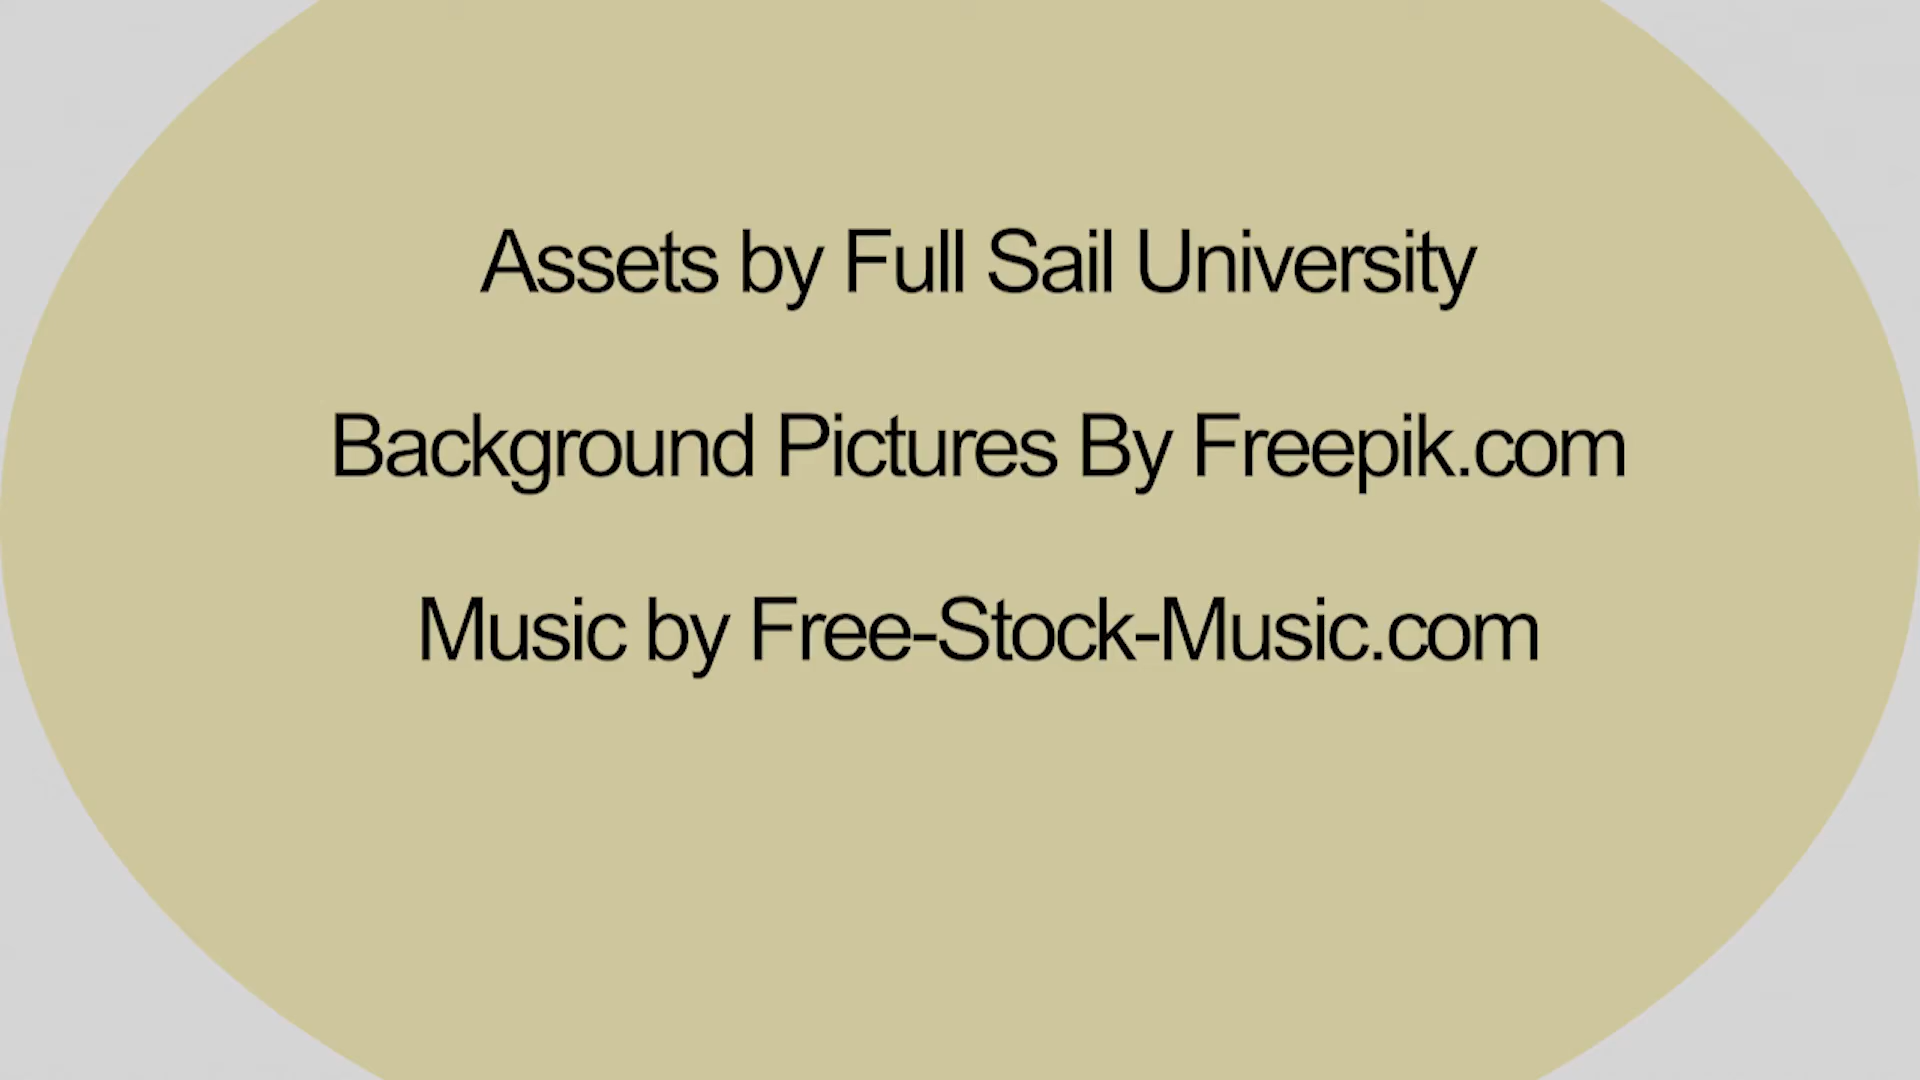 Assets by Full Sail University
Background Pictures By Freepik.com
Music by Free-Stock-Music.com